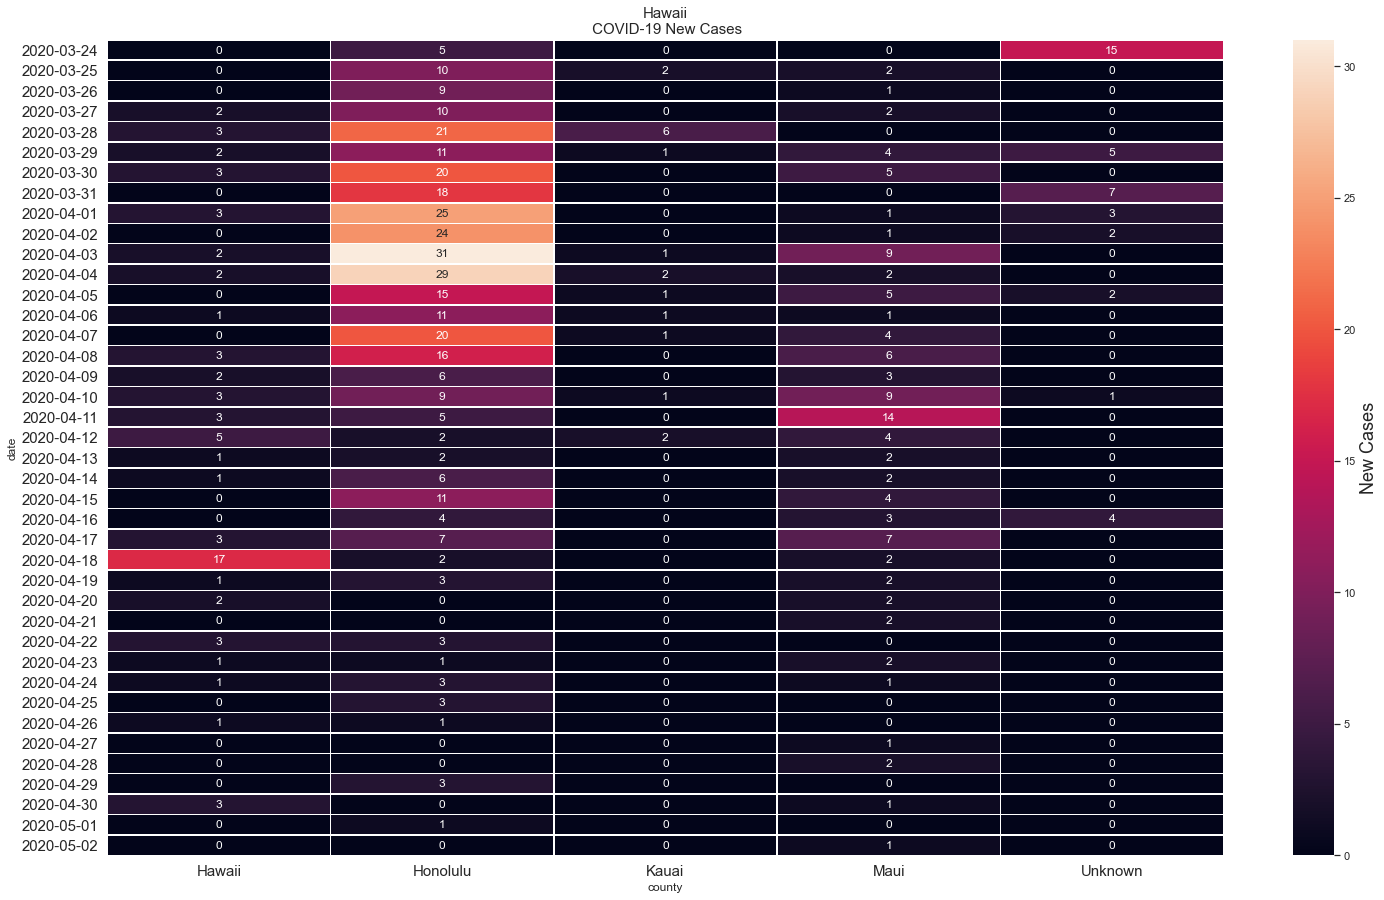 Hawaii
COVID-19 New Cases
2020-03-24 0 5 0 0 15
2020-03-25 0 10 2 2 0
2020-03-26 0 9 0 1 0
2020-03-27 2 10 0 2 0
2020-03-28 3 21 6 0 0
2020-03-29 2 11 1 4 5
2020-03-30 3 20 0 5 0
2020-03-31 0 18 0 0 7
2020-04-01 3 25 0 1 3
2020-04-02 0 24 0 1 2
2020-04-03 2 31 1 9 0
2020-04-04 2 29 2 2 0
2020-04-05 0 15 1 5 2
2020-04-06 1 11 1 1 0
2020-04-07 0 20 1 4 0
2020-04-08 3 16 0 6 0
2020-04-09 2 6 0 3 0
2020-04-10 3 9 1 9 1
2020-04-11 3 5 0 14 0
2020-04-12 5 2 2 4 0
2020-04-13 1 2 0 2 0
2020-04-14 1 6 0 2 0
2020-04-15 0 11 0 4 0
2020-04-16 0 4 0 3 4
2020-04-17 3 7 0 7 0
2020-04-18 17 2 0 2 0
2020-04-19 1 3 0 2 0
2020-04-20 2 0 0 2 0
2020-04-21 0 0 0 2 0
2020-04-22 3 3 0 0 0
2020-04-23 1 1 0 2 0
2020-04-24 1 3 0 1 0
2020-04-25 0 3 0 0 0
2020-04-26 1 1 0 0 0
2020-04-27 0 0 0 1 0
2020-04-28 0 0 0 2 0
2020-04-29 0 3 0 0 0
2020-04-30 3 0 0 1 0
2020-05-01 0 1 0 0 0
2020-05-02 0 0 0 1 0
Hawaii Honolulu Kauai Maui Unknown
county
date
30
25
20
15
10
5
0
New Cases